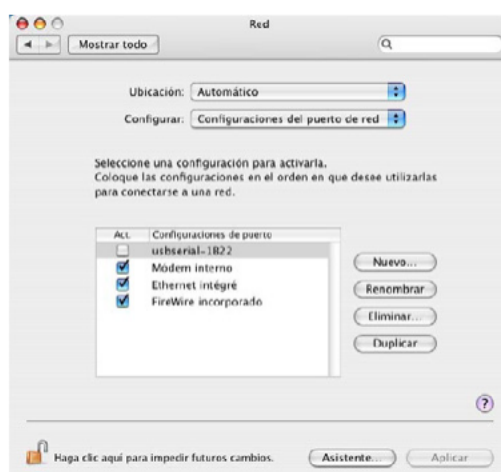 Red
Mostrar todo
Ubicación: Automático
Configurar: Configuraciones del puerto de red
Seleccione una configuración para activarla.
Coloque las configuraciones en el orden en que desee utilizarlas
para conectarse a una red.
Act. Configuraciones de puerto
usbserial-1B22
Módem interno
Ethernet intégré
FireWire incorporado
Nuevo...
Renombrar
Eliminar...
Duplicar
?
Haga clic aquí para impedir futuros cambios.
Asistente... Aplicar